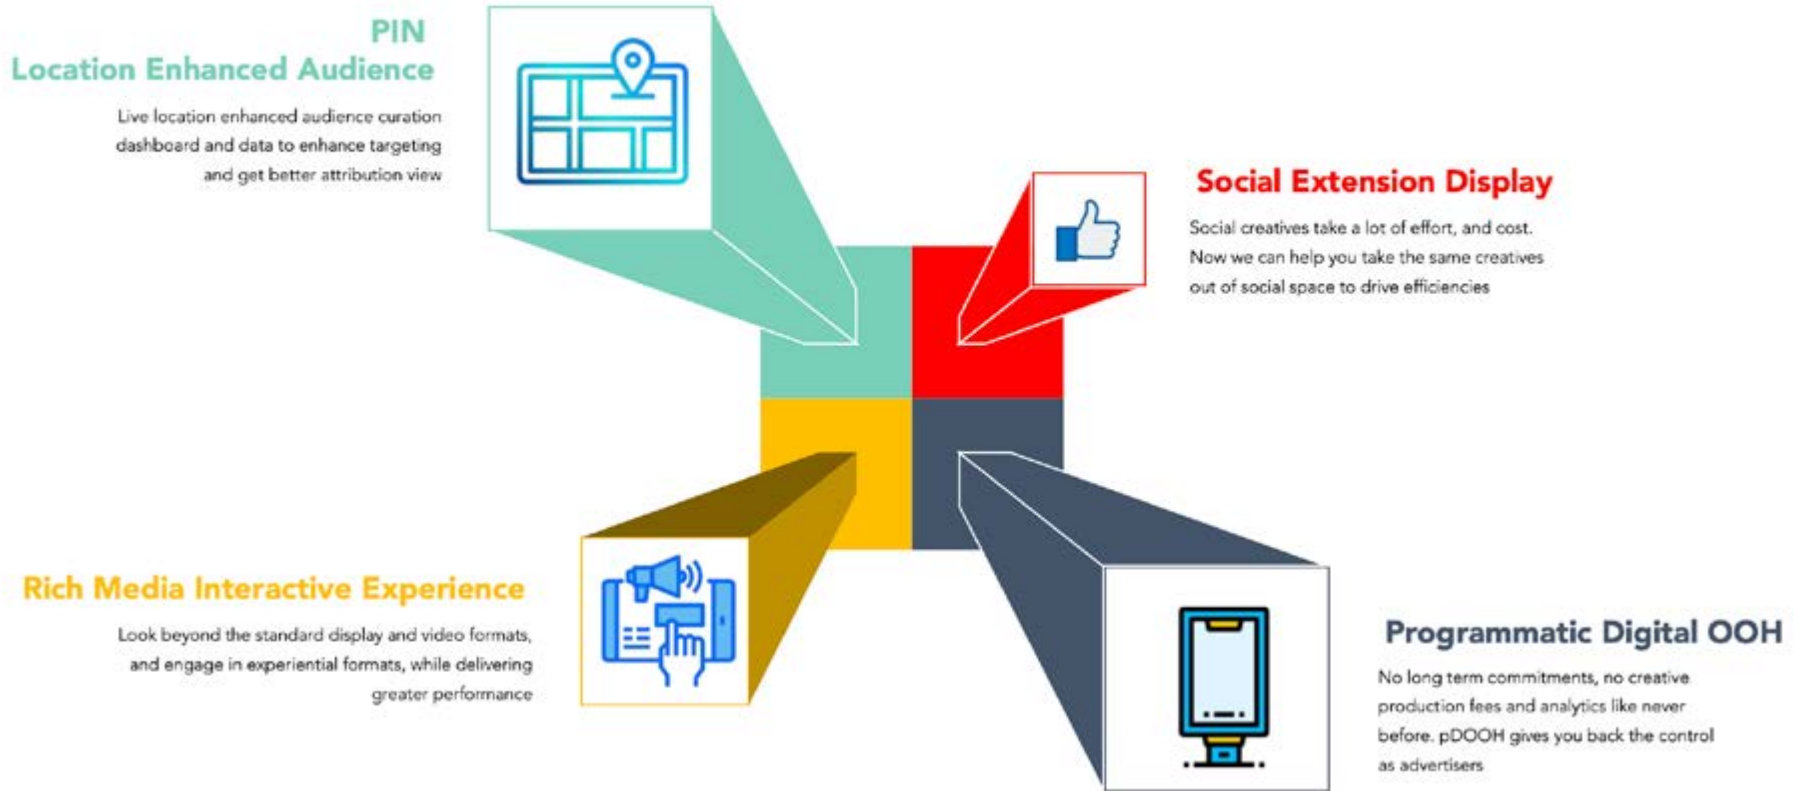 PIN
Location Enhanced Audience
Live location enhanced audience curation
dashboard and data to enhance targeting
and get better attribution view
Social Extension Display
Social creatives take a lot of effort, and cost.
Now we can help you take the same creatives
out of social space to drive efficiencies
Rich Media Interactive Experience
Look beyond the standard display and video formats,
and engage in experiential formats, while delivering
greater performance
Programmatic Digital OOH
No long term commitments, no creative
production fees and analytics like never
before. pDOOH gives you back the control
as advertisers